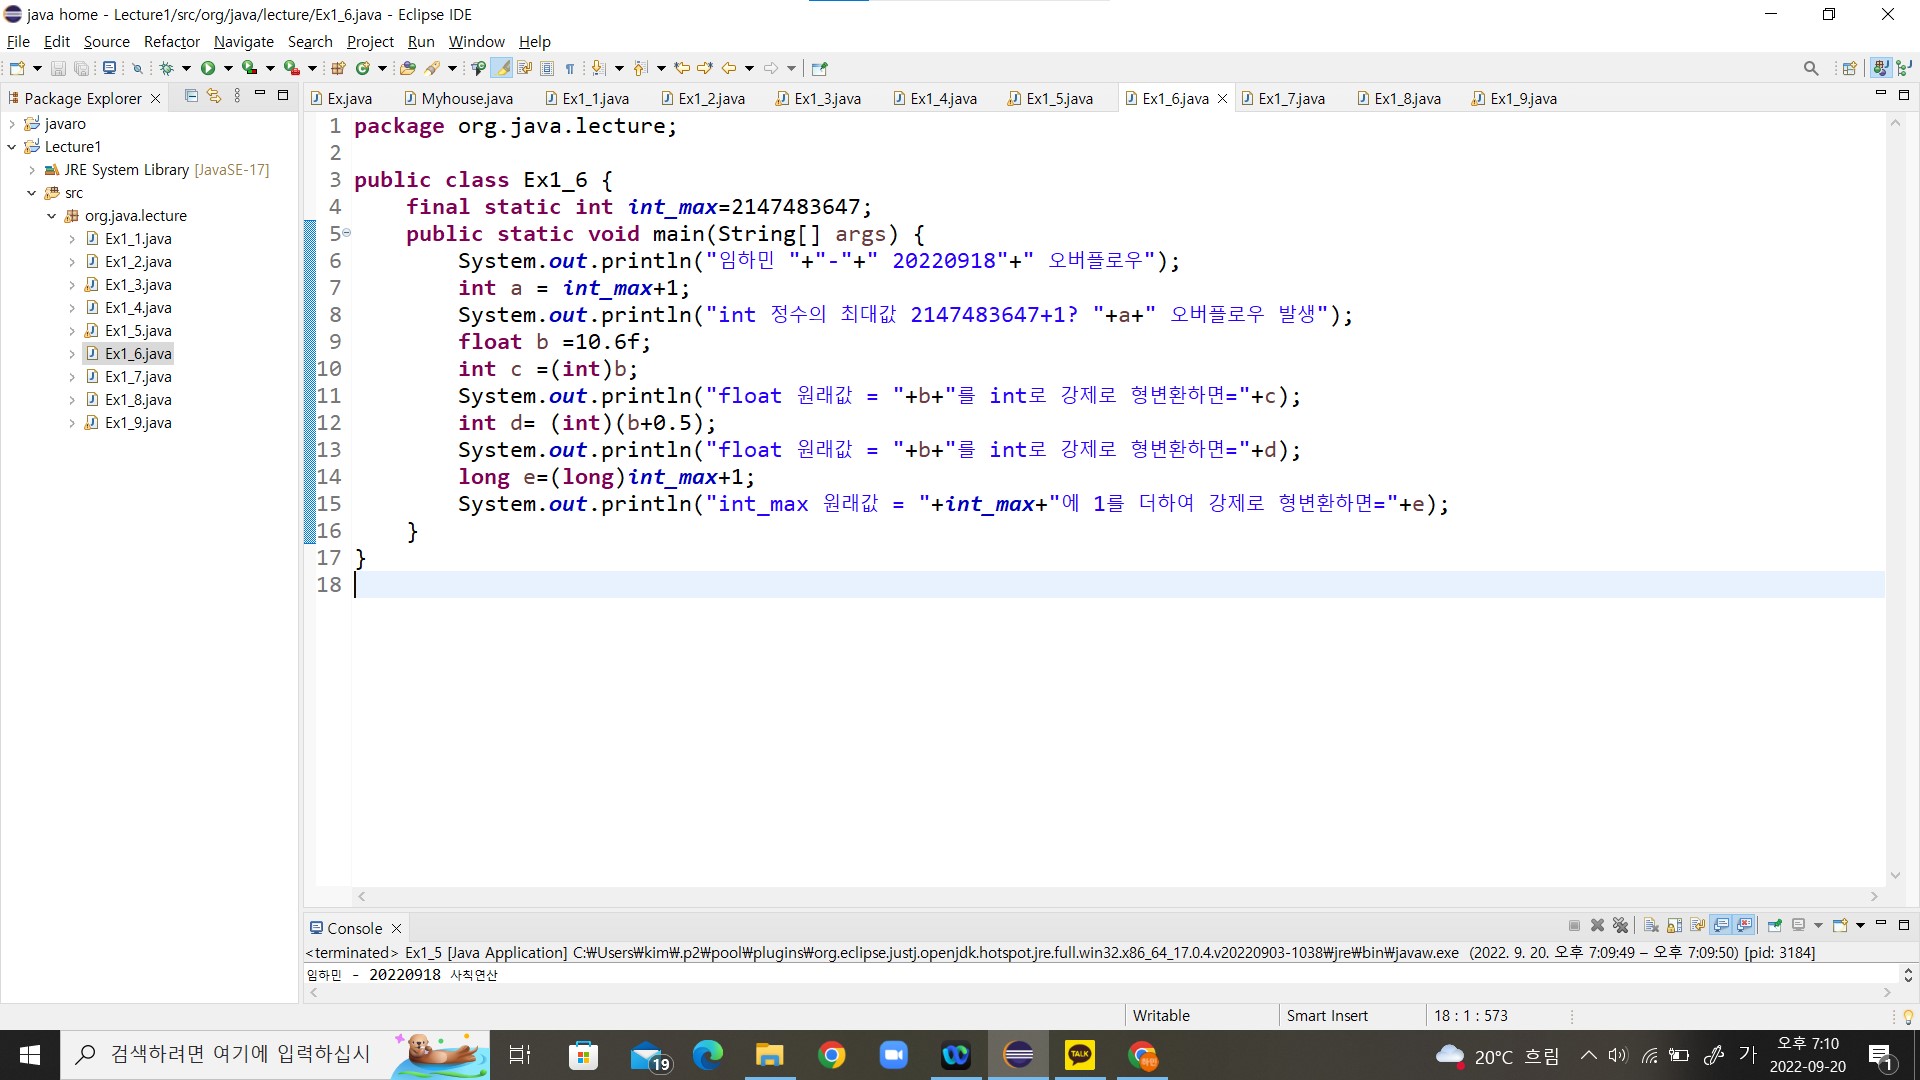 java home - Lecture1/src/org/java/lecture/Ex1_6.java - Eclipse IDE
File Edit Source Refactor Navigate Search Project Run Window Help
Package Explorer
Ex.java Myhouse.java Ex1_1.java Ex1_2.java Ex1_3.java Ex1_4.java Ex1_5.java Ex1_6.java Ex1_7.java Ex1_8.java Ex1_9.java
javaro
Lecture1
JRE System Library [JavaSE-17]
src
org.java.lecture
Ex1_1.java
Ex1_2.java
Ex1_3.java
Ex1_4.java
Ex1_5.java
Ex1_6.java
Ex1_7.java
Ex1_8.java
Ex1_9.java
1 package org.java.lecture;
2
3 public class Ex1_6 {
4 final static int int_max=2147483647;
5 public static void main(String[] args) {
6 System.out.println("임하민 "+"-"+" 20220918"+" 오버플로우");
7 int a = int_max+1;
8 System.out.println("int 정수의 최대값 2147483647+1? "+a+" 오버플로우 발생");
9 float b =10.6f;
10 int c =(int)b;
11 System.out.println("float 원래값 = "+b+"를 int로 강제로 형변환하면="+c);
12 int d= (int)(b+0.5);
13 System.out.println("float 원래값 = "+b+"를 int로 강제로 형변환하면="+d);
14 long e=(long)int_max+1;
15 System.out.println("int_max 원래값 = "+int_max+"에 1를 더하여 강제로 형변환하면="+e);
16 }
17 }
18
Console
<terminated> Ex1_5 [Java Application] C:₩Users₩kim₩.p2₩pool₩plugins₩org.eclipse.justj.openjdk.hotspot.jre.full.win32.x86_64_17.0.4.v20220903-1038₩jre₩bin₩javaw.exe (2022. 9. 20. 오후 7:09:49 – 오후 7:09:50) [pid: 3184]
임하민 - 20220918 사칙연산
Writable Smart Insert 18 : 1 : 573
검색하려면 여기에 입력하십시
19
TALK
20°C 흐림
가
오후 7:10
2022-09-20
1